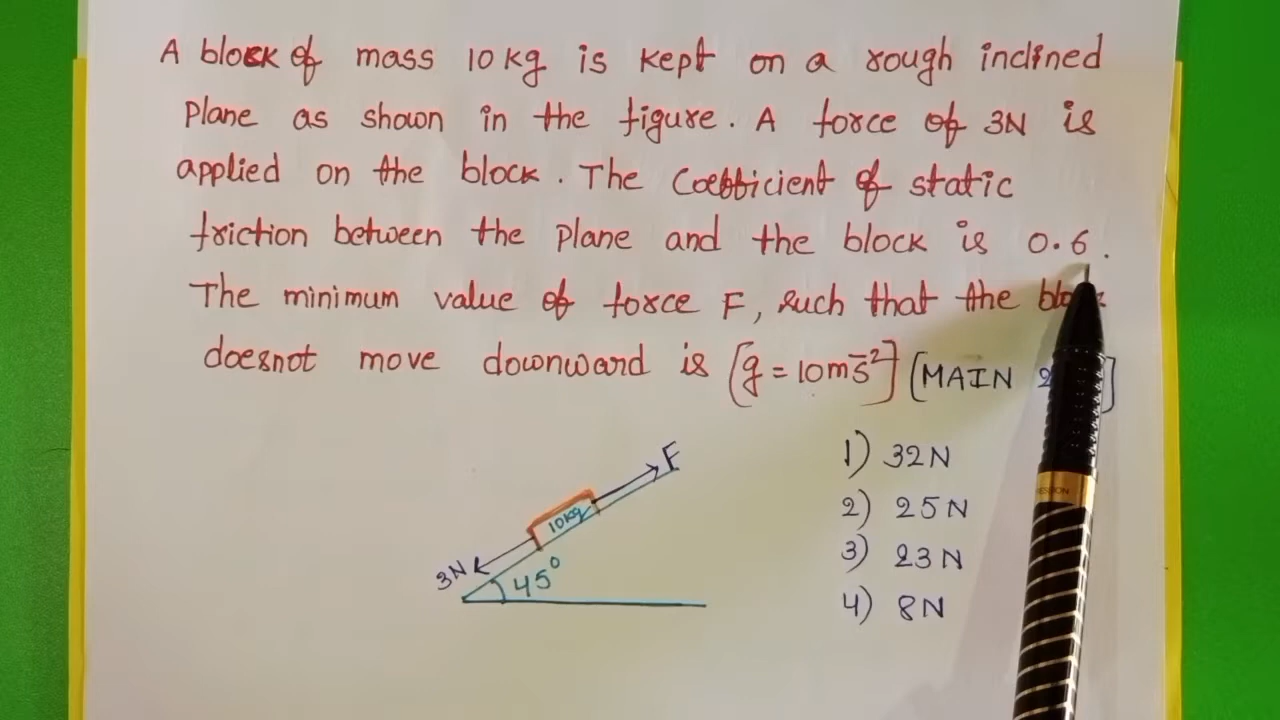 A block of mass 10 kg is kept on a rough inclined
plane as shown in the figure. A force of 3N is
applied on the block. The Coefficient of static
friction between the plane and the block is 0.6.
The minimum value of force F, such that the
doesnot move downward is [g = 10ms⁻²] [MAIN
F
1) 32N
10kg
2) 25N
3) 23N
3N
45°
4) 8N